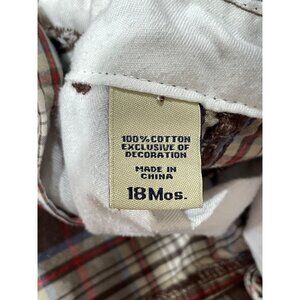 100% COTTON
EXCLUSIVE OF
DECORATION
MADE IN
CHINA
18 Mos.